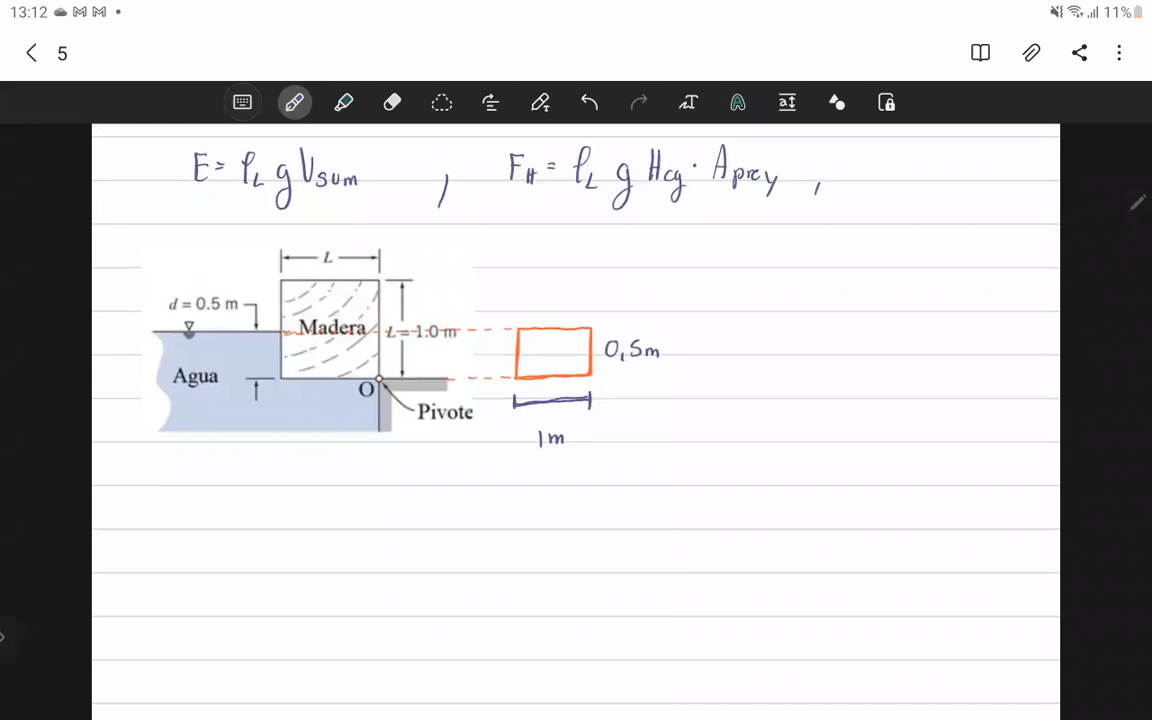 13:12
11%
5
E = ρL g Vsum , FH = ρL g Hcg · Aproy ,
L
d = 0.5 m
Madera
L = 1.0 m
0,5m
Agua
O
Pivote
1m